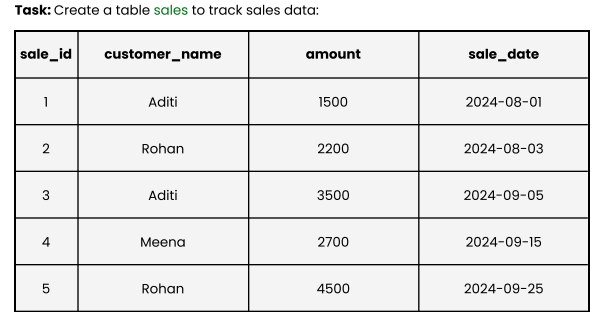 Task: Create a table sales to track sales data:
sale_id customer_name amount sale_date
1 Aditi 1500 2024-08-01
2 Rohan 2200 2024-08-03
3 Aditi 3500 2024-09-05
4 Meena 2700 2024-09-15
5 Rohan 4500 2024-09-25